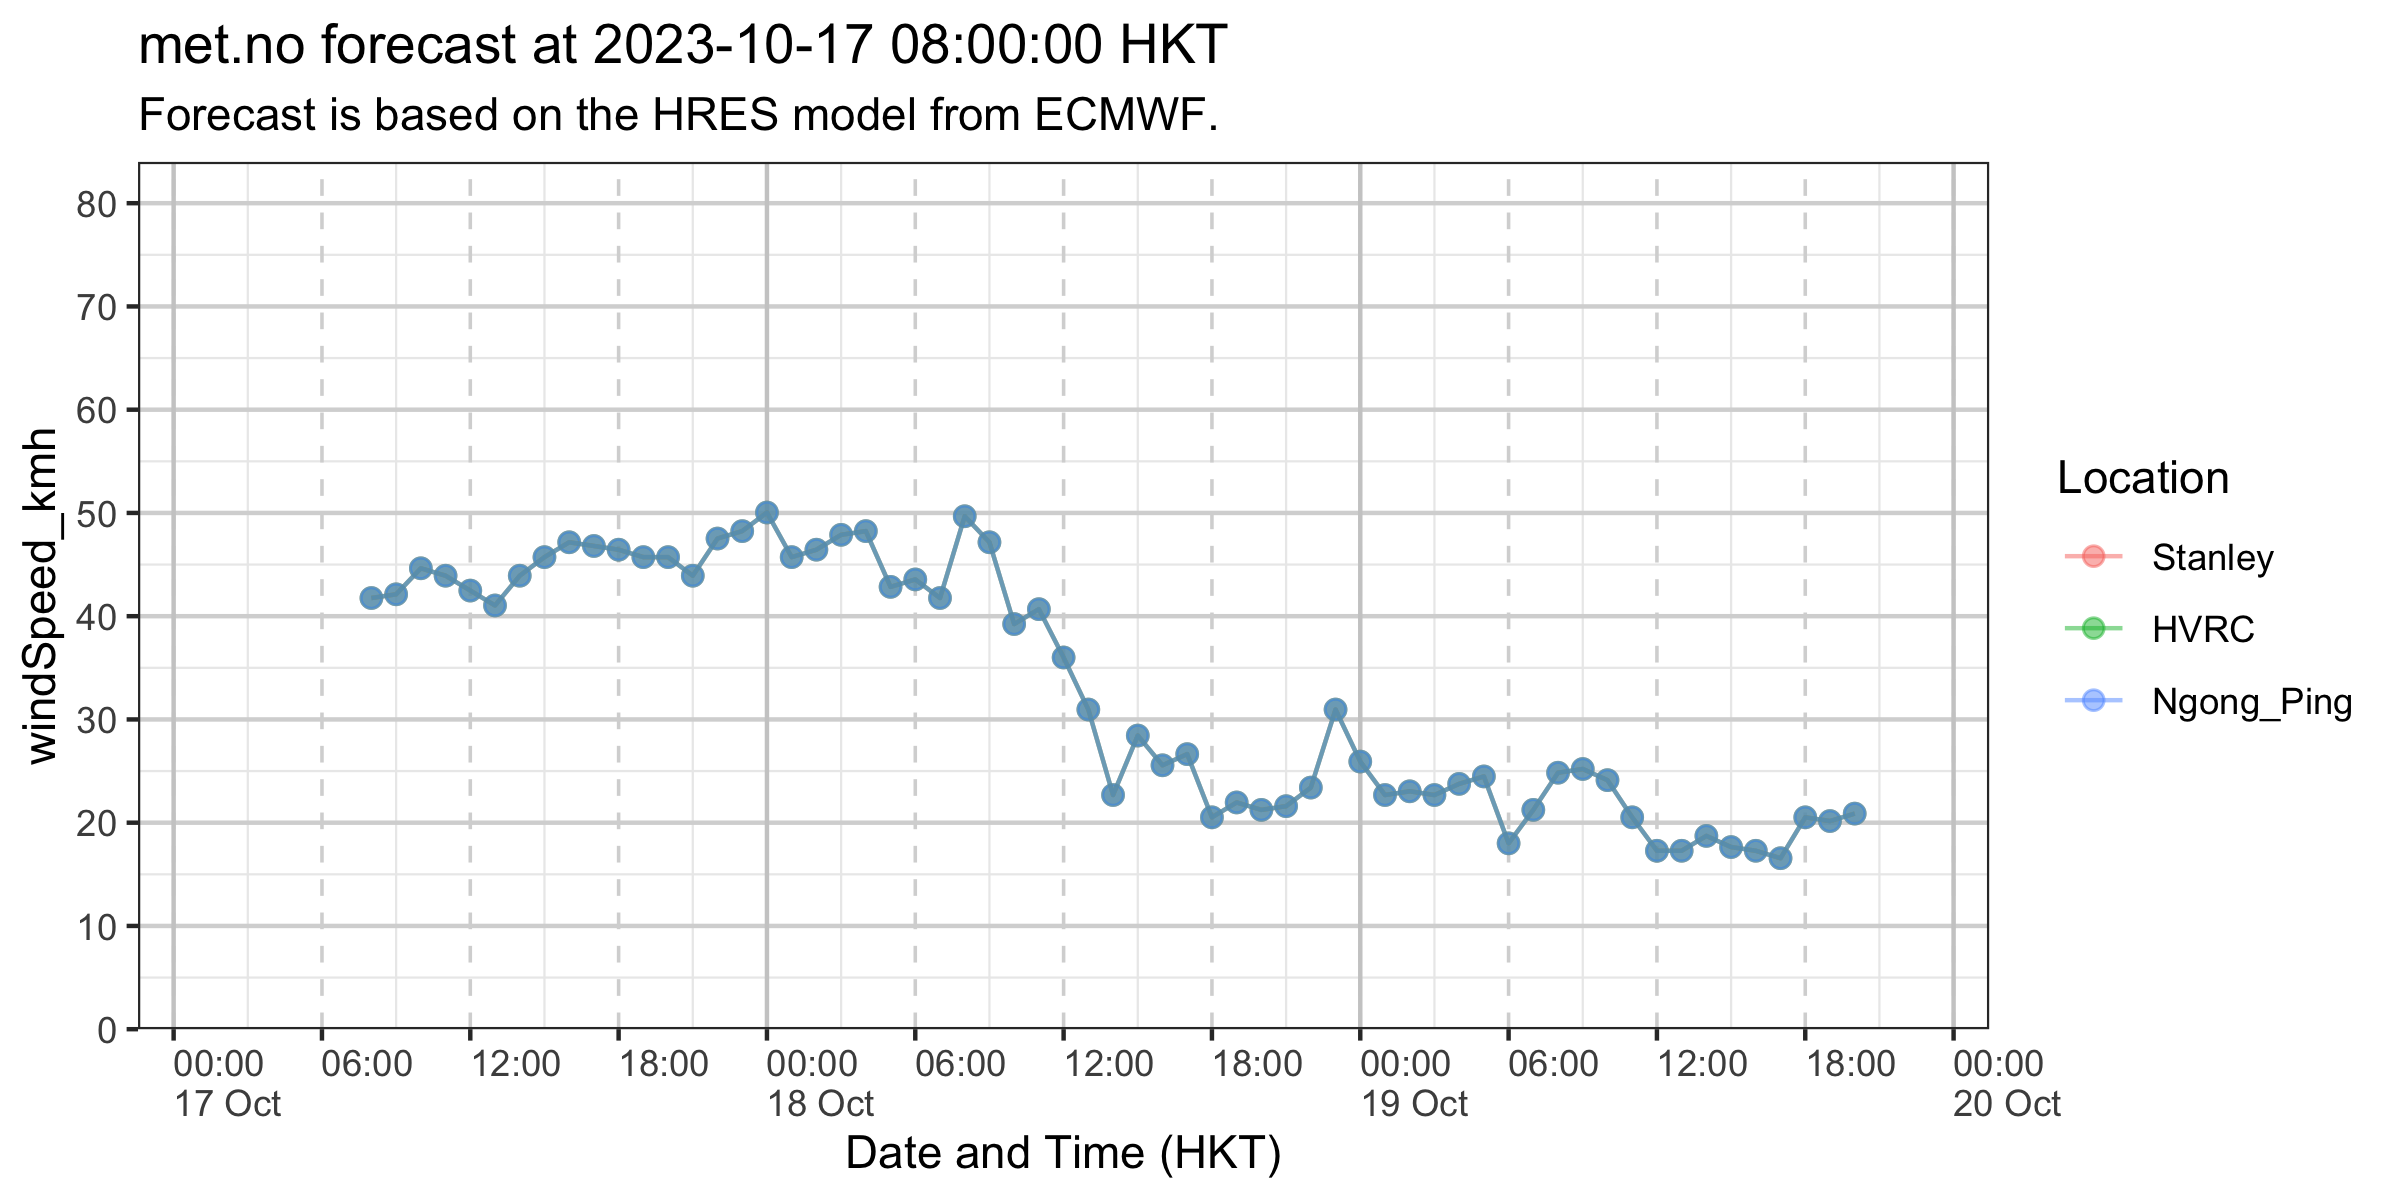 met.no forecast at 2023-10-17 08:00:00 HKT
Forecast is based on the HRES model from ECMWF.
windSpeed_kmh
80
70
60
50
40
30
20
10
0
00:00 06:00 12:00 18:00 00:00 06:00 12:00 18:00 00:00 06:00 12:00 18:00 00:00
17 Oct 18 Oct 19 Oct 20 Oct
Date and Time (HKT)
Location
Stanley
HVRC
Ngong_Ping